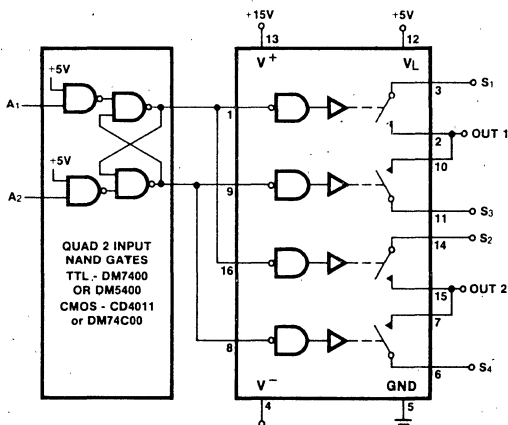 +15V
+5V
13
12
V+
VL
+5V
A1
1
3
S1
2
OUT 1
10
+5V
A2
9
11
S3
QUAD 2 INPUT
NAND GATES
TTL - DM7400
OR DM5400
CMOS - CD4011
or DM74C00
14
S2
16
15
OUT 2
7
8
6
S4
V−
GND
4
5